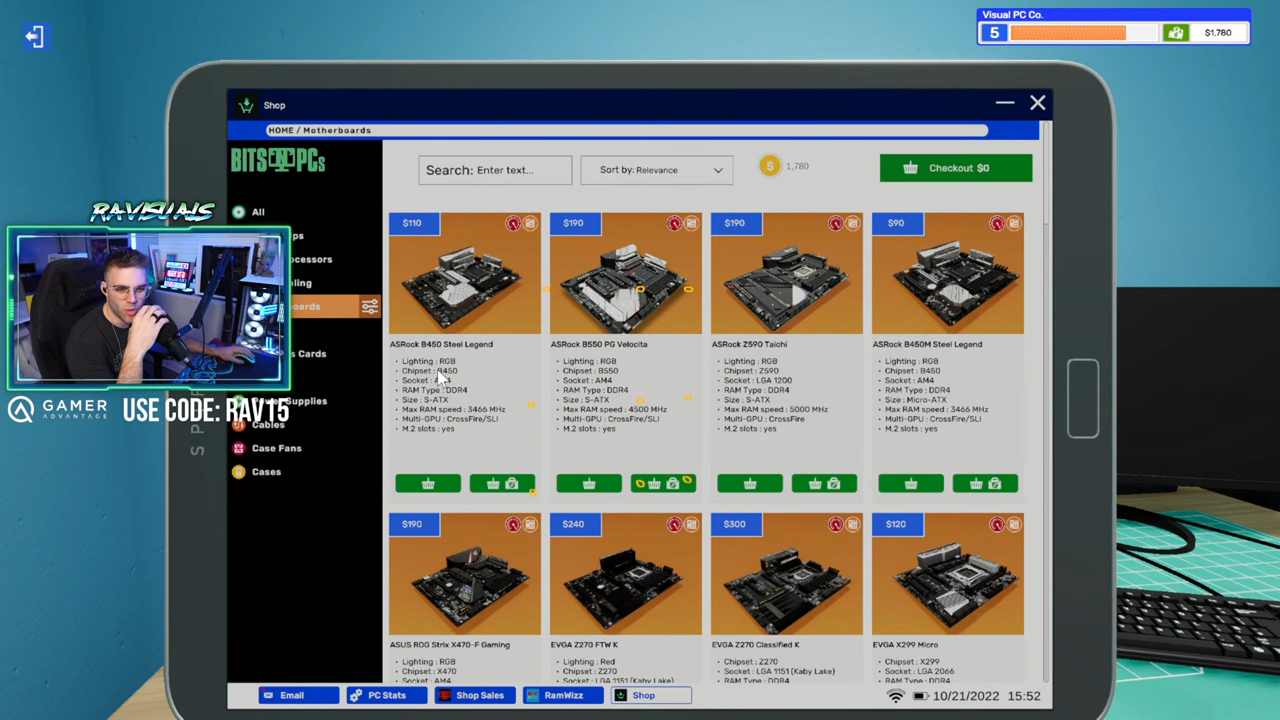 Visual PC Co.
5
$1,780
Shop
HOME / Motherboards
BITS N PCs
Search: Enter text...
Sort by: Relevance
1,780
Checkout $0
All
ps
ocessors
ling
oards
s Cards
Power Supplies
Cables
Case Fans
Cases
RAVISUALS
GAMER
ADVANTAGE
USE CODE: RAV15
$110
ASRock B450 Steel Legend
• Lighting : RGB
• Chipset : B450
• Socket : AM4
• RAM Type : DDR4
• Size : S-ATX
• Max RAM speed : 3466 MHz
• Multi-GPU : CrossFire/SLI
• M.2 slots : yes
$190
ASRock B550 PG Velocita
• Lighting : RGB
• Chipset : B550
• Socket : AM4
• RAM Type : DDR4
• Size : S-ATX
• Max RAM speed : 4500 MHz
• Multi-GPU : CrossFire/SLI
• M.2 slots : yes
$190
ASRock Z590 Taichi
• Lighting : RGB
• Chipset : Z590
• Socket : LGA 1200
• RAM Type : DDR4
• Size : S-ATX
• Max RAM speed : 5000 MHz
• Multi-GPU : CrossFire
• M.2 slots : yes
$90
ASRock B450M Steel Legend
• Lighting : RGB
• Chipset : B450
• Socket : AM4
• RAM Type : DDR4
• Size : Micro-ATX
• Max RAM speed : 3466 MHz
• Multi-GPU : CrossFire/SLI
• M.2 slots : yes
$190
ASUS ROG Strix X470-F Gaming
• Lighting : RGB
• Chipset : X470
• Socket : AM4
$240
EVGA Z270 FTW K
• Lighting : Red
• Chipset : Z270
• Socket : LGA 1151 (Kaby Lake)
$300
EVGA Z270 Classified K
• Chipset : Z270
• Socket : LGA 1151 (Kaby Lake)
• RAM Type : DDR4
$120
EVGA X299 Micro
• Chipset : X299
• Socket : LGA 2066
• RAM Type : DDR4
Email
PC Stats
Shop Sales
RamWizz
Shop
10/21/2022 15:52